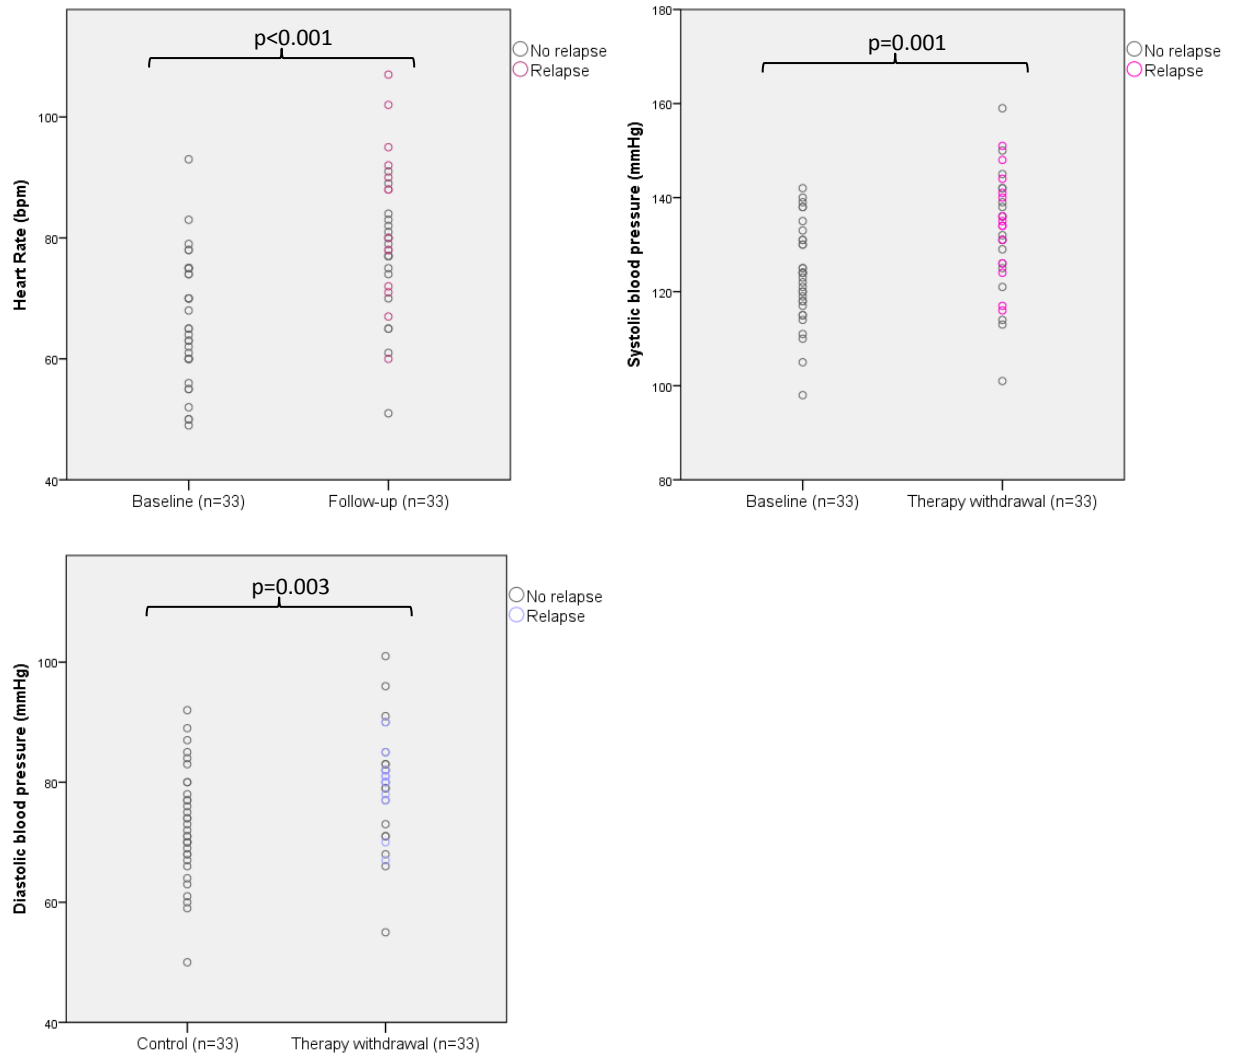 p<0.001
No relapse
Relapse
Heart Rate (bpm)
100
80
60
40
Baseline (n=33)
Follow-up (n=33)
p=0.001
No relapse
Relapse
Systolic blood pressure (mmHg)
180
160
140
120
100
80
Baseline (n=33)
Therapy withdrawal (n=33)
p=0.003
No relapse
Relapse
Diastolic blood pressure (mmHg)
100
80
60
40
Control (n=33)
Therapy withdrawal (n=33)